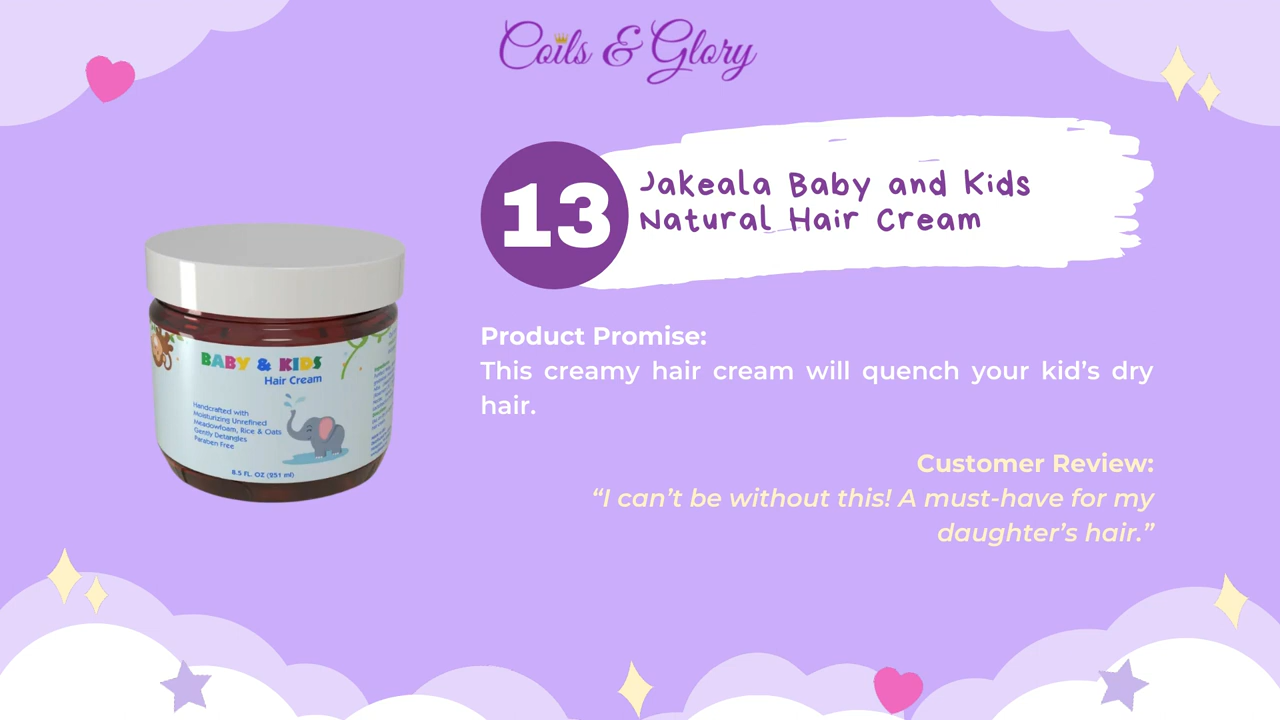 Coils & Glory
13
Jakeala Baby and Kids
Natural Hair Cream
Product Promise:
This creamy hair cream will quench your kid’s dry
hair.
Customer Review:
“I can’t be without this! A must-have for my
daughter’s hair.”
BABY & KIDS
Hair Cream
Handcrafted with
Moisturizing Unrefined
Meadowfoam, Rice & Oats
Gently Detangles
Paraben Free
8.5 FL. OZ (251 ml)